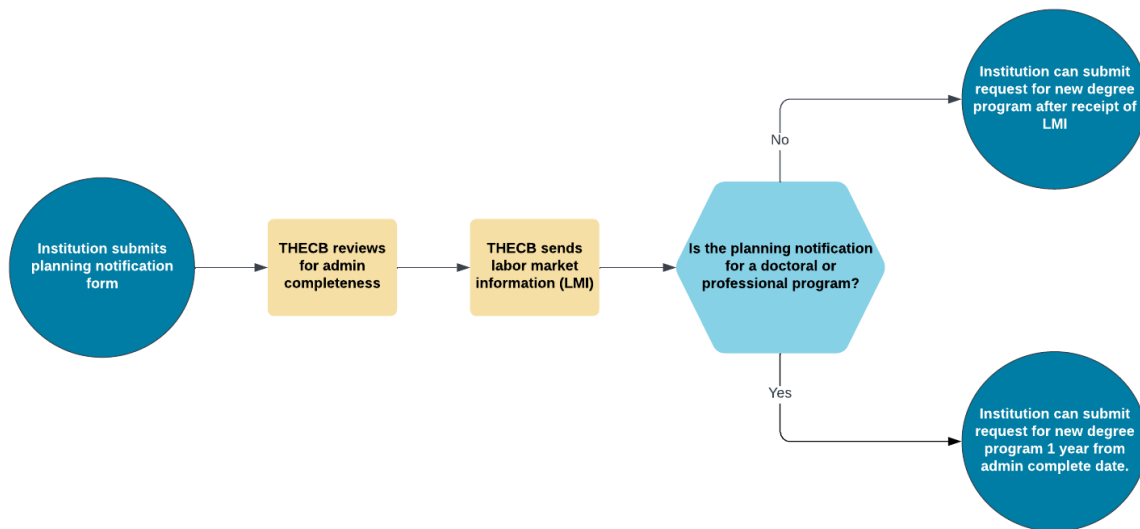 Institution submits
planning notification
form
THECB reviews
for admin
completeness
THECB sends
labor market
information (LMI)
Is the planning notification
for a doctoral or
professional program?
No
Institution can submit
request for new degree
program after receipt of
LMI
Yes
Institution can submit
request for new degree
program 1 year from
admin complete date.